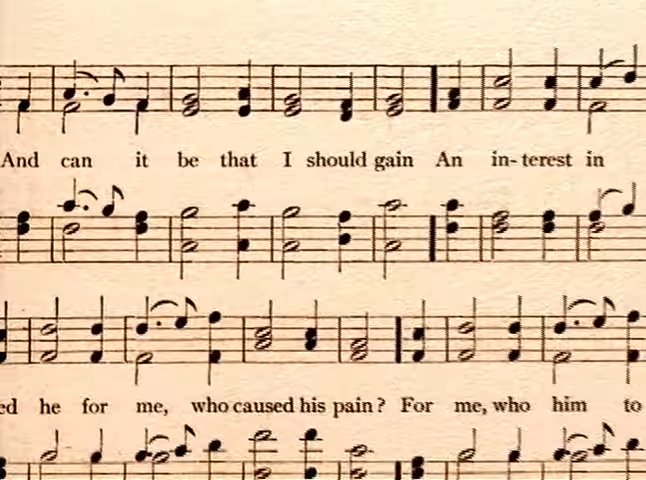 And can it be that I should gain An in-terest in
ed he for me, who caused his pain? For me, who him to